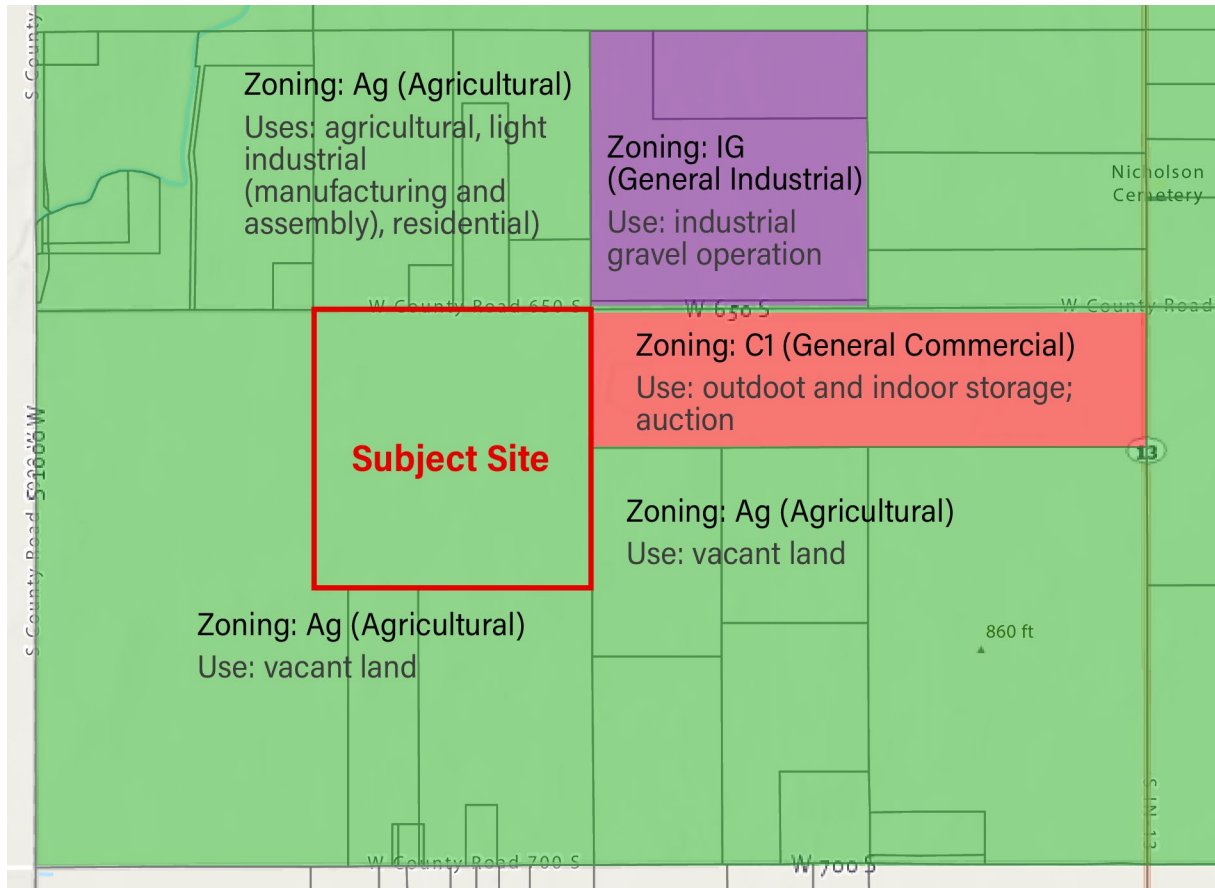 S County
Zoning: Ag (Agricultural)
Uses: agricultural, light
industrial
(manufacturing and
assembly), residential)
Zoning: IG
(General Industrial)
Use: industrial
gravel operation
Nicholson
Cemetery
W County Road 650 S
W 650 S
W County Road
Zoning: C1 (General Commercial)
Use: outdoot and indoor storage;
auction
Subject Site
13
S 1000 W
S County Road
Zoning: Ag (Agricultural)
Use: vacant land
Zoning: Ag (Agricultural)
Use: vacant land
860 ft
S IN 13
W County Road 700 S
W 700 S